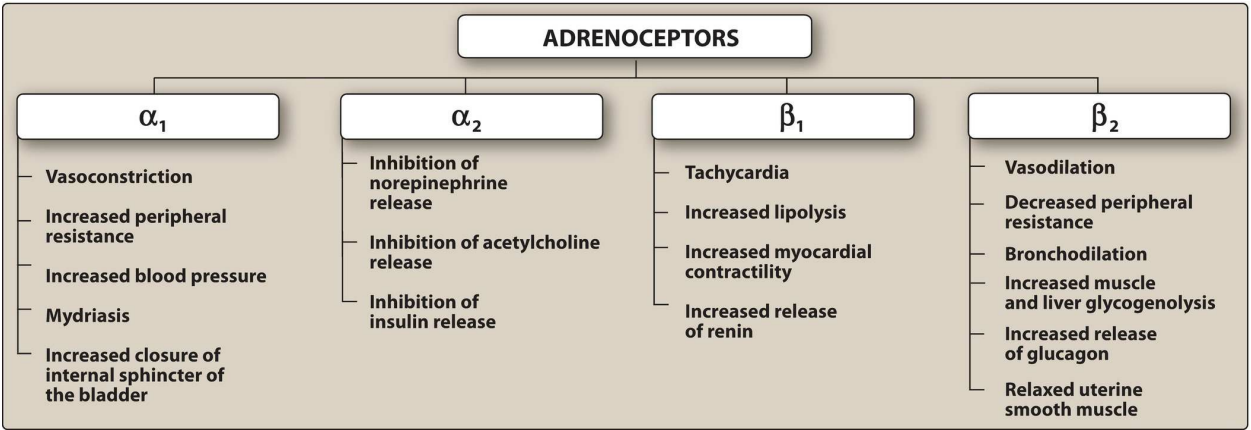 ADRENOCEPTORS
α₁
Vasoconstriction
Increased peripheral
resistance
Increased blood pressure
Mydriasis
Increased closure of
internal sphincter of
the bladder
α₂
Inhibition of
norepinephrine
release
Inhibition of acetylcholine
release
Inhibition of
insulin release
β₁
Tachycardia
Increased lipolysis
Increased myocardial
contractility
Increased release
of renin
β₂
Vasodilation
Decreased peripheral
resistance
Bronchodilation
Increased muscle
and liver glycogenolysis
Increased release
of glucagon
Relaxed uterine
smooth muscle